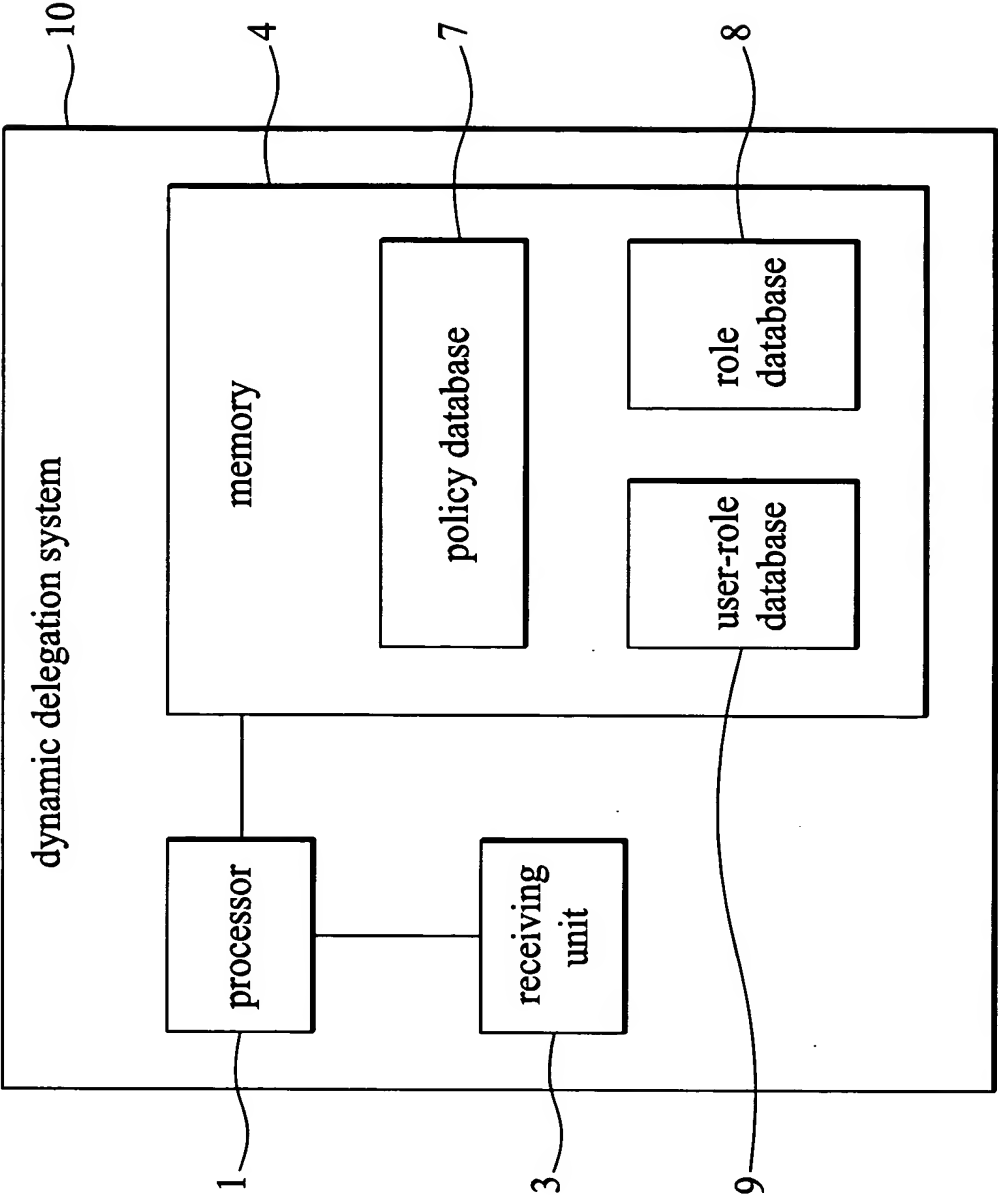 10
dynamic delegation system
1
processor
memory
4
policy database
7
3
receiving
unit
user-role
database
role
database
8
9